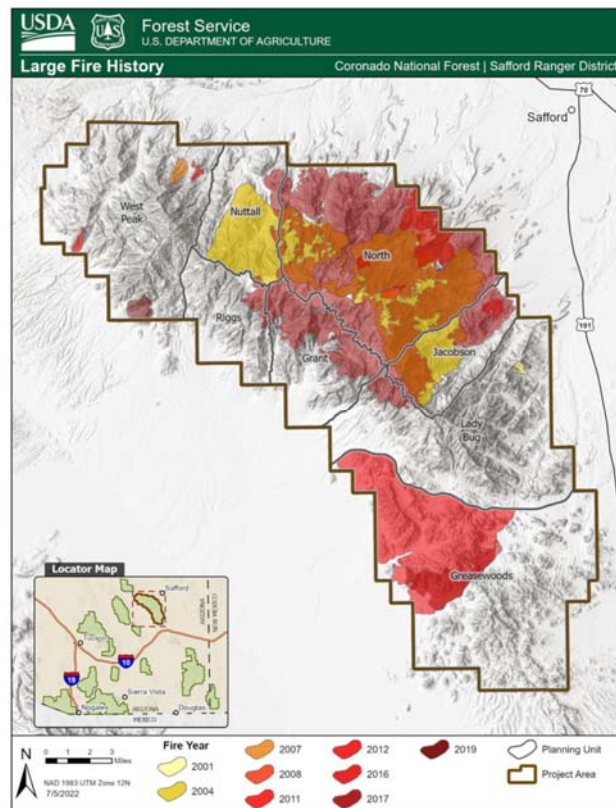 USDA
Forest Service
U.S. DEPARTMENT OF AGRICULTURE
Large Fire History
Coronado National Forest | Safford Ranger District
70
Safford
West Peak
Nuttall
North
Riggs
Grant
Jacobson
191
Lady Bug
Greasewoods
Locator Map
Safford
Tucson
ARIZONA
NEW MEXICO
10
19
Sierra Vista
Nogales
ARIZONA
MEXICO
Douglas
N
0 1 2 3
Miles
NAD 1983 UTM Zone 12N
7/5/2022
Fire Year
2001
2004
2007
2008
2011
2012
2016
2017
2019
Planning Unit
Project Area